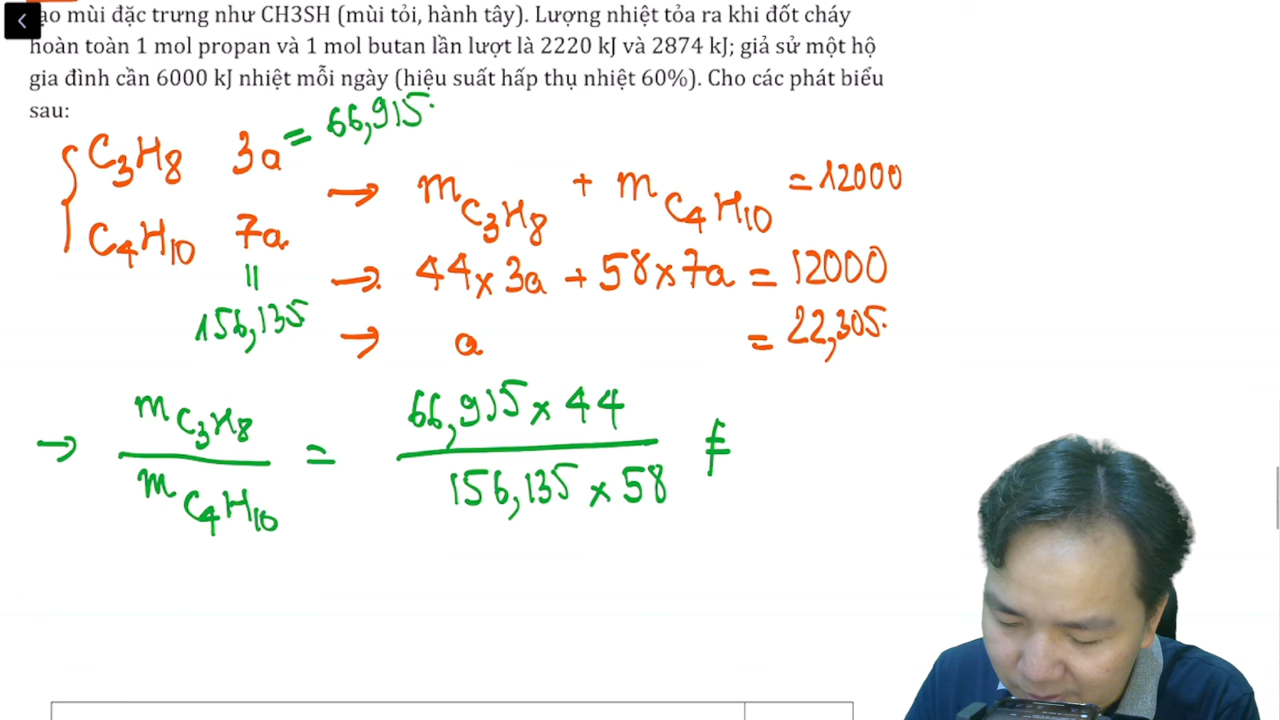 ạo mùi đặc trưng như CH3SH (mùi tỏi, hành tây). Lượng nhiệt tỏa ra khi đốt cháy
hoàn toàn 1 mol propan và 1 mol butan lần lượt là 2220 kJ và 2874 kJ; giả sử một hộ
gia đình cần 6000 kJ nhiệt mỗi ngày (hiệu suất hấp thụ nhiệt 60%). Cho các phát biểu
sau:
C3H8 3a = 66,915.
→ mC3H8 + mC4H10 = 12000
C4H10 7a.
||
156,135
→ 44 x 3a + 58 x 7a = 12000
→ a = 22,305.
→ mC3H8 / mC4H10 = 66,915 x 44 / 156,135 x 58 ≠